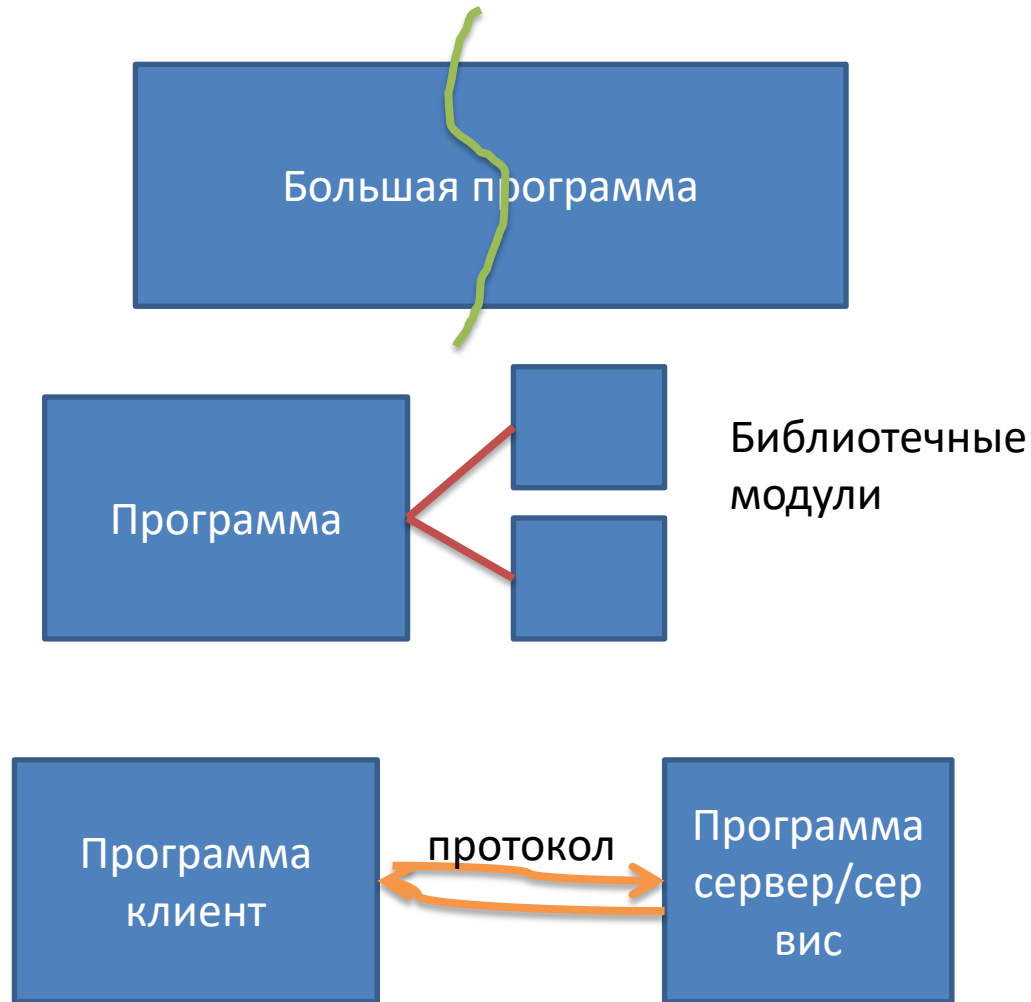 Большая программа
Программа
Библиотечные
модули
Программа
клиент
протокол
Программа
сервер/сер
вис